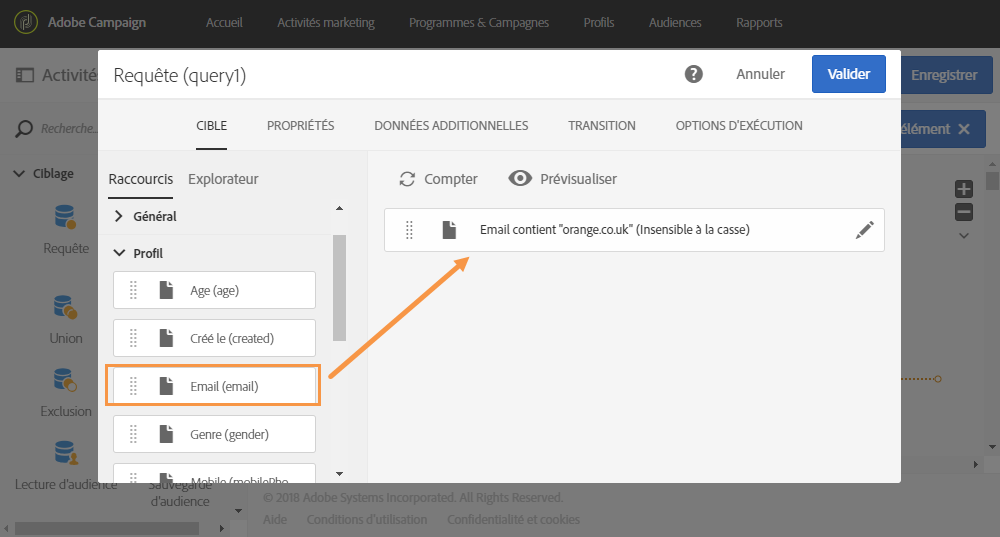 Adobe Campaign
Accueil
Activités marketing
Programmes & Campagnes
Profils
Audiences
Rapports
Activités
Requête (query1)
?
Annuler
Valider
Enregistrer
Recherche...
CIBLE
PROPRIÉTÉS
DONNÉES ADDITIONNELLES
TRANSITION
OPTIONS D'EXÉCUTION
élément
Ciblage
Raccourcis
Explorateur
Compter
Prévisualiser
Général
Email contient "orange.co.uk" (Insensible à la casse)
Requête
Profil
Age (age)
Créé le (created)
Union
Email (email)
Exclusion
Genre (gender)
Mobile (mobilePho
Lecture d'audience
Sauvegarde
d'audience
© 2018 Adobe Systems Incorporated. All Rights Reserved.
Aide
Conditions d'utilisation
Confidentialité et cookies